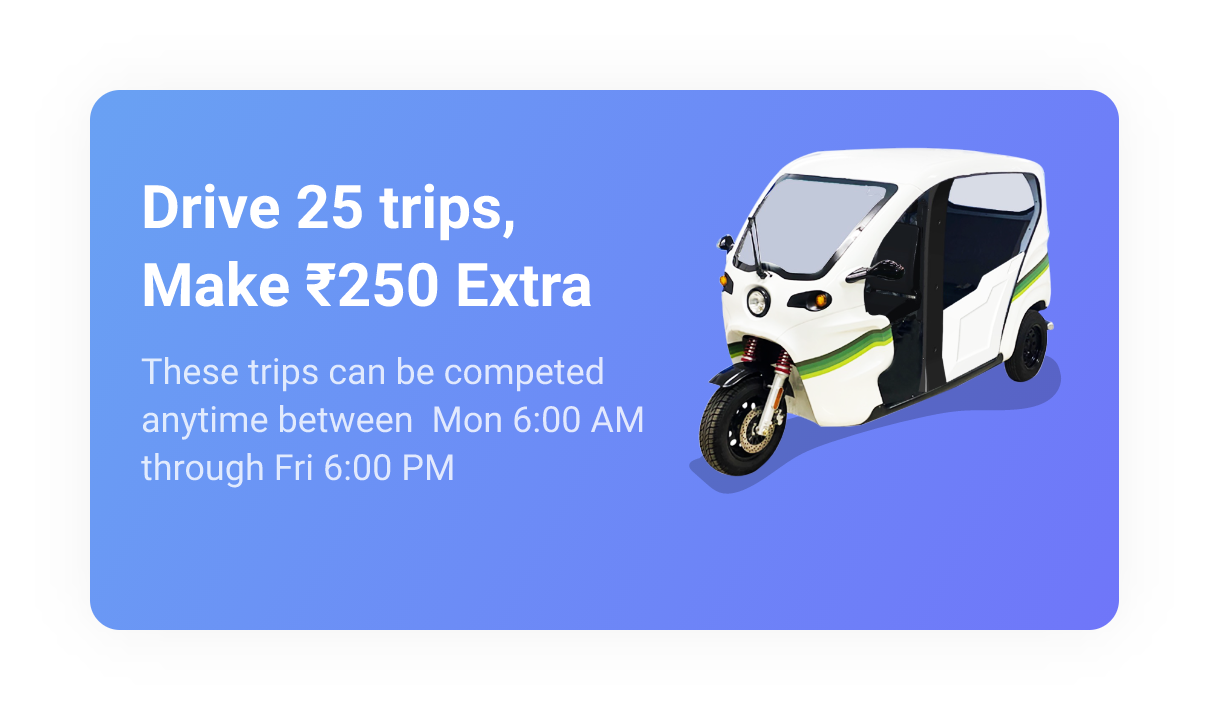 Drive 25 trips,
Make ₹250 Extra
These trips can be competed
anytime between  Mon 6:00 AM
through Fri 6:00 PM